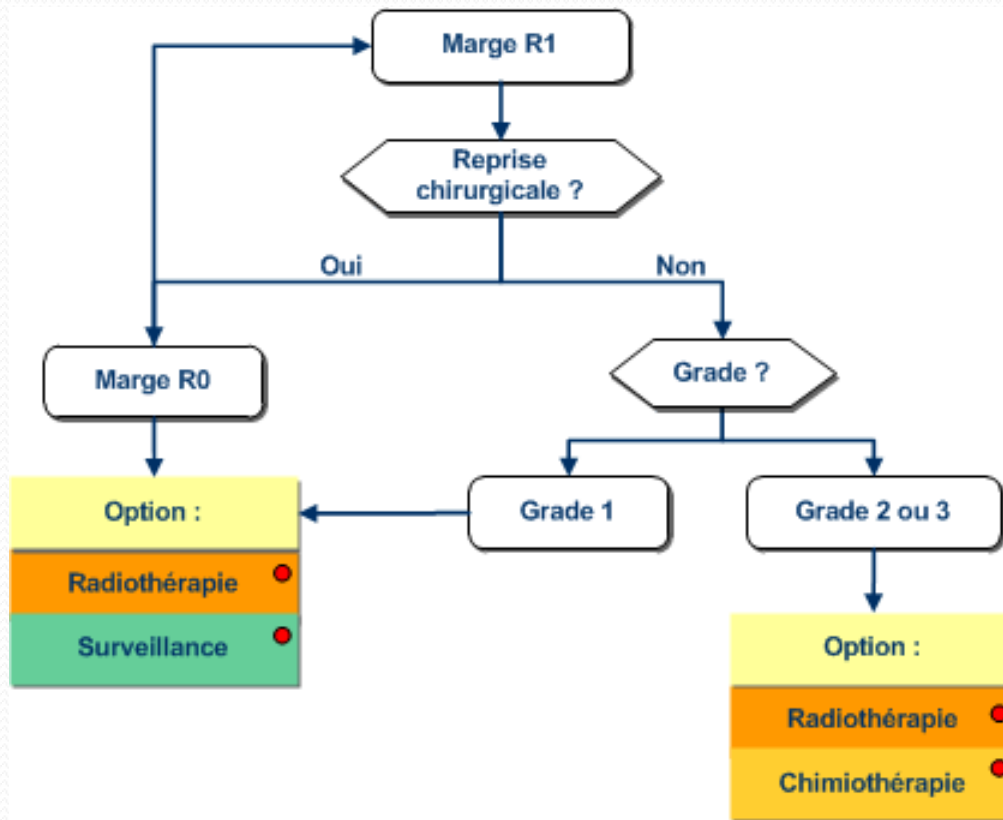 Marge R1
Reprise
chirurgicale ?
Oui
Non
Marge R0
Grade ?
Option :
Radiothérapie
Surveillance
Grade 1
Grade 2 ou 3
Option :
Radiothérapie
Chimiothérapie